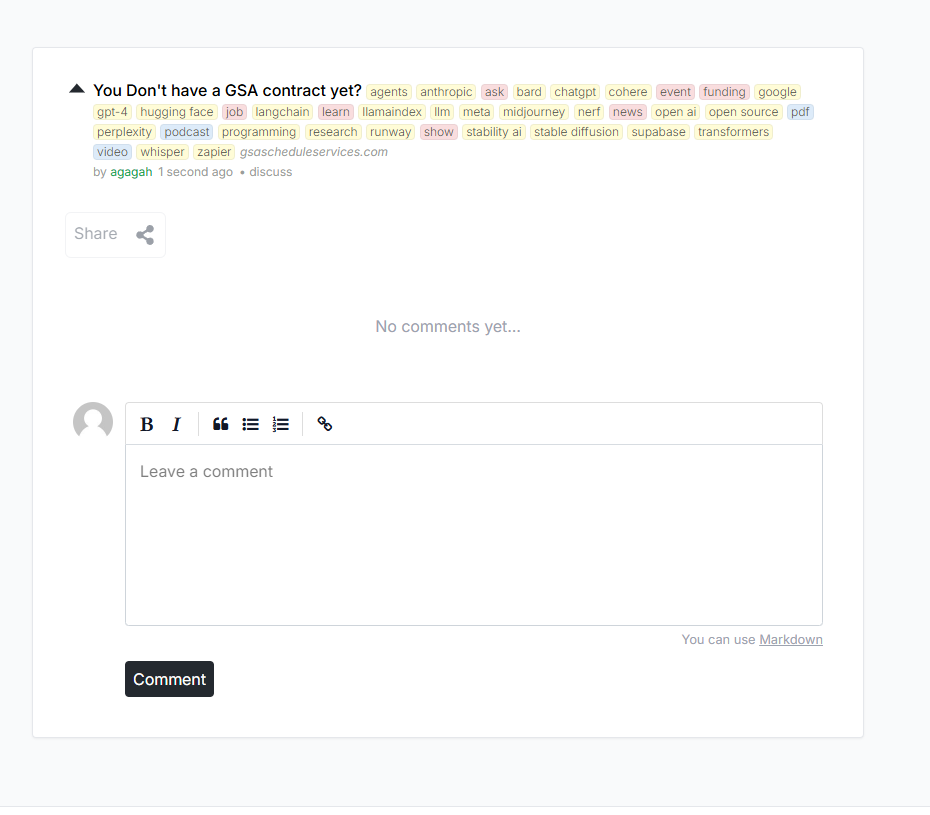 You Don't have a GSA contract yet? agents anthropic ask bard chatgpt cohere event funding google
gpt-4 hugging face job langchain learn llamaindex llm meta midjourney nerf news open ai open source pdf
perplexity podcast programming research runway show stability ai stable diffusion supabase transformers
video whisper zapier gsascheduleservices.com
by agagah 1 second ago • discuss
Share
No comments yet...
B I
Leave a comment
You can use Markdown
Comment